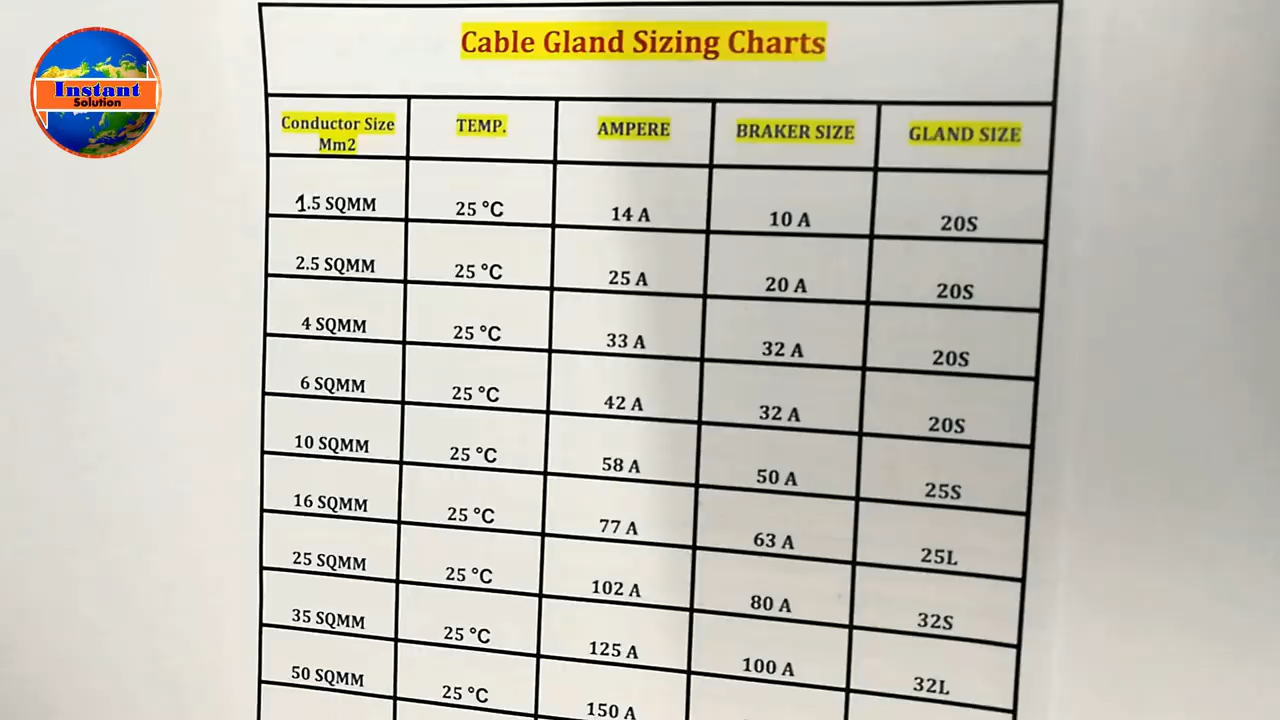 Instant
Solution
Cable Gland Sizing Charts
Conductor Size
Mm2
TEMP.
AMPERE
BRAKER SIZE
GLAND SIZE
1.5 SQMM 25 °C 14 A 10 A 20S
2.5 SQMM 25 °C 25 A 20 A 20S
4 SQMM 25 °C 33 A 32 A 20S
6 SQMM 25 °C 42 A 32 A 20S
10 SQMM 25 °C 58 A 50 A 25S
16 SQMM 25 °C 77 A 63 A 25L
25 SQMM 25 °C 102 A 80 A 32S
35 SQMM 25 °C 125 A 100 A 32L
50 SQMM 25 °C 150 A